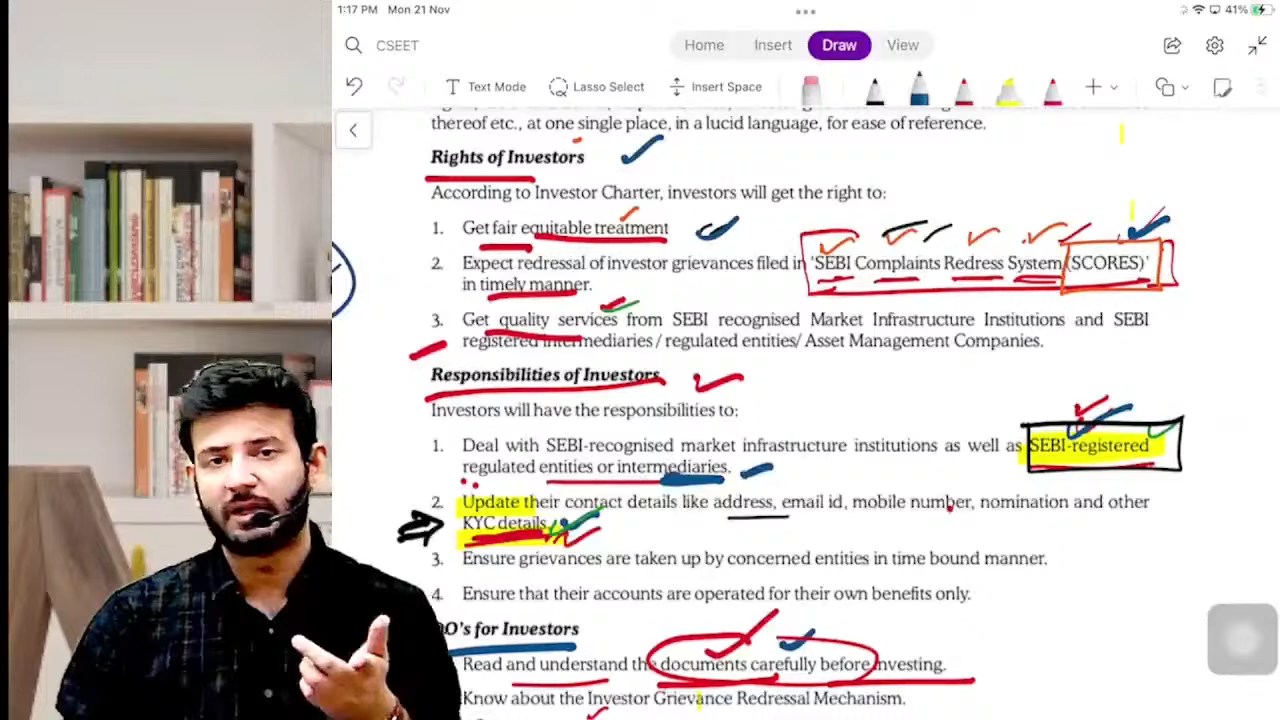 1:17 PM Mon 21 Nov
41%
CSEET
Home Insert Draw View
Text Mode Lasso Select Insert Space
thereof etc., at one single place, in a lucid language, for ease of reference.
Rights of Investors
According to Investor Charter, investors will get the right to:
1. Get fair equitable treatment
2. Expect redressal of investor grievances filed in 'SEBI Complaints Redress System (SCORES)'
in timely manner.
3. Get quality services from SEBI recognised Market Infrastructure Institutions and SEBI
registered intermediaries / regulated entities/ Asset Management Companies.
Responsibilities of Investors
Investors will have the responsibilities to:
1. Deal with SEBI-recognised market infrastructure institutions as well as SEBI-registered
regulated entities or intermediaries.
2. Update their contact details like address, email id, mobile number, nomination and other
KYC details.
3. Ensure grievances are taken up by concerned entities in time bound manner.
4. Ensure that their accounts are operated for their own benefits only.
DO's for Investors
Read and understand the documents carefully before investing.
Know about the Investor Grievance Redressal Mechanism.